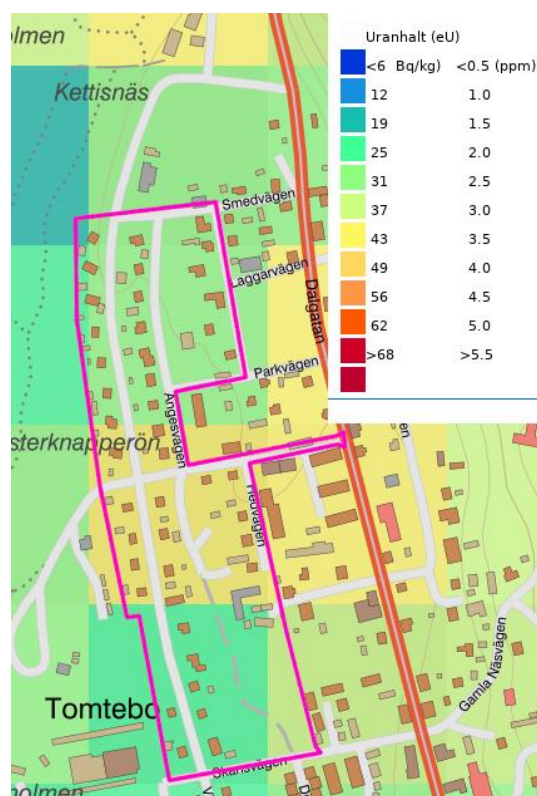 olmen
Kettisnäs
Smedvägen
Laggarvägen
Dalgatan
Parkvägen
Ängesvägen
sterknapperön
Hedvägen
Gamla Näsvägen
Tomtebo
Skansvägen
V
D
olmen
Uranhalt (eU)
<6 Bq/kg) <0.5 (ppm)
12 1.0
19 1.5
25 2.0
31 2.5
37 3.0
43 3.5
49 4.0
56 4.5
62 5.0
>68 >5.5